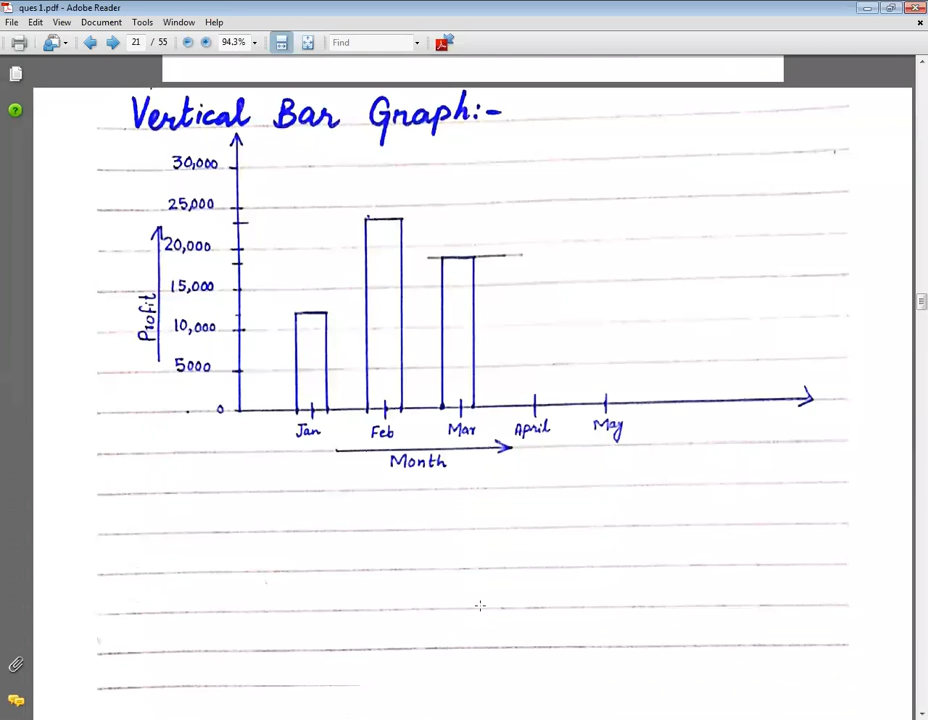 ques 1.pdf - Adobe Reader
File Edit View Document Tools Window Help
21 / 55 94.3% Find
Vertical Bar Graph:-
30,000
25,000
20,000
15,000
10,000
5000
0
Profit
Jan Feb Mar April May
Month